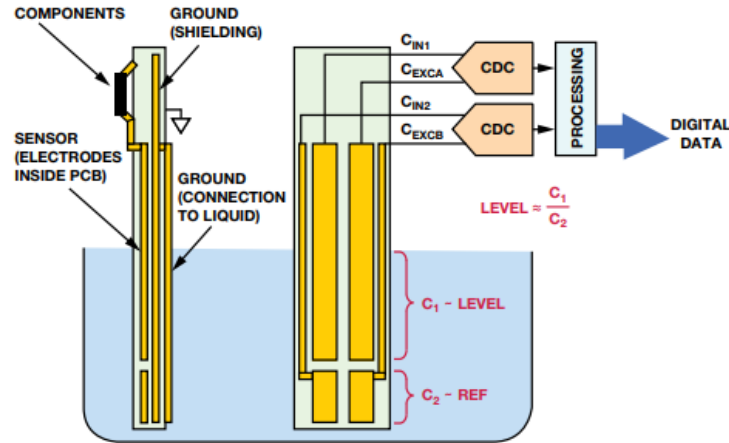 COMPONENTS
GROUND
(SHIELDING)
SENSOR
(ELECTRODES
INSIDE PCB)
GROUND
(CONNECTION
TO LIQUID)
CIN1
CEXCA
CIN2
CEXCB
CDC
CDC
PROCESSING
DIGITAL
DATA
LEVEL ≈ C1
C2
C1 ~ LEVEL
C2 ~ REF